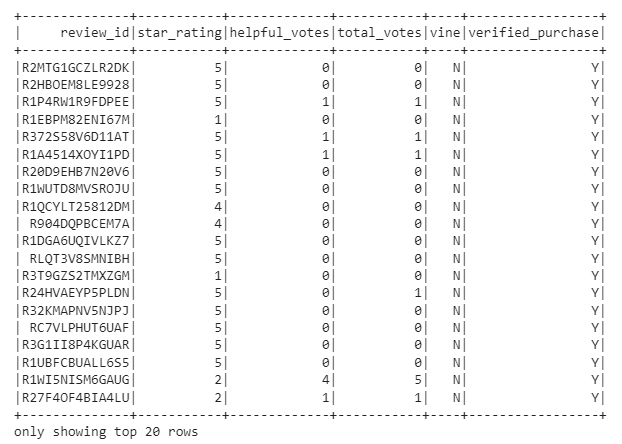 +--------------+-----------+-------------+-----------+----+-----------------+
|     review_id|star_rating|helpful_votes|total_votes|vine|verified_purchase|
+--------------+-----------+-------------+-----------+----+-----------------+
|R2MTG1GCZLR2DK|          5|            0|          0|   N|                Y|
|R2HBOEM8LE9928|          5|            0|          0|   N|                Y|
|R1P4RW1R9FDPEE|          5|            1|          1|   N|                Y|
|R1EBPM82ENI67M|          1|            0|          0|   N|                Y|
|R372S58V6D11AT|          5|            1|          1|   N|                Y|
|R1A4514XOYI1PD|          5|            1|          1|   N|                Y|
|R20D9EHB7N20V6|          5|            0|          0|   N|                Y|
|R1WUTD8MVSROJU|          5|            0|          0|   N|                Y|
|R1QCYLT25812DM|          4|            0|          0|   N|                Y|
| R904DQPBCEM7A|          4|            0|          0|   N|                Y|
|R1DGA6UQIVLKZ7|          5|            0|          0|   N|                Y|
| RLQT3V8SMNIBH|          5|            0|          0|   N|                Y|
|R3T9GZS2TMXZGM|          1|            0|          0|   N|                Y|
|R24HVAEYP5PLDN|          5|            0|          1|   N|                Y|
|R32KMAPNV5NJPJ|          5|            0|          0|   N|                Y|
| RC7VLPHUT6UAF|          5|            0|          0|   N|                Y|
|R3G1II8P4KGUAR|          5|            0|          0|   N|                Y|
|R1UBFCBUALL6S5|          5|            0|          0|   N|                Y|
|R1WI5NISM6GAUG|          2|            4|          5|   N|                Y|
|R27F4OF4BIA4LU|          2|            1|          1|   N|                Y|
+--------------+-----------+-------------+-----------+----+-----------------+
only showing top 20 rows